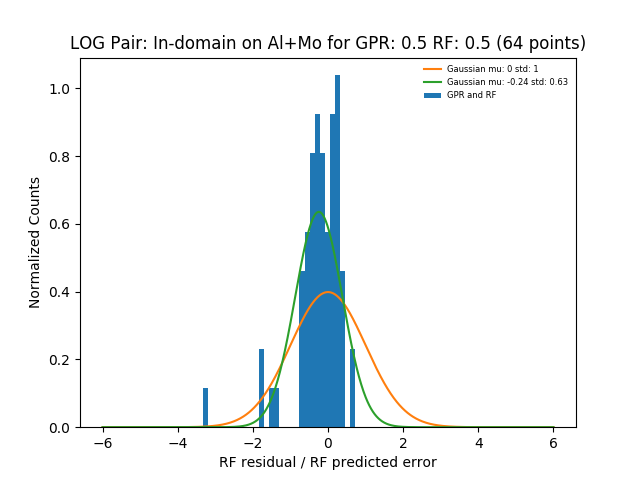 LOG Pair: In-domain on Al+Mo for GPR: 0.5 RF: 0.5 (64 points)
Gaussian mu: 0 std: 1
Gaussian mu: -0.24 std: 0.63
GPR and RF
1.0
0.8
0.6
0.4
0.2
0.0
Normalized Counts
−6 −4 −2 0 2 4 6
RF residual / RF predicted error